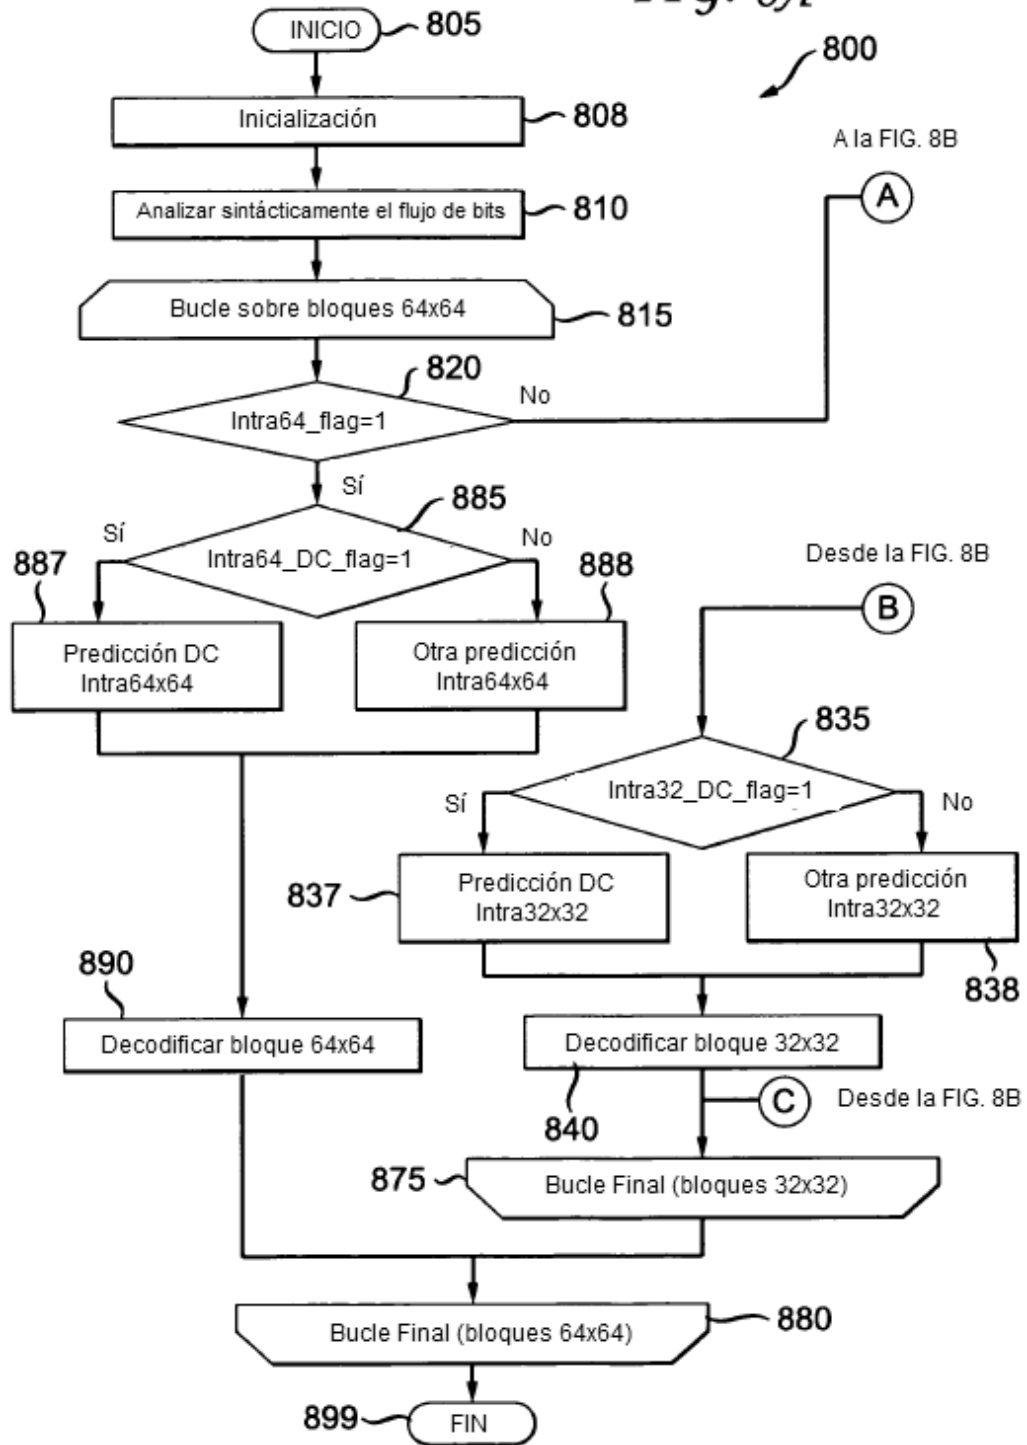 INICIO
805
800
Inicialización
808
A la FIG. 8B
A
Analizar sintácticamente el flujo de bits
810
Bucle sobre bloques 64x64
815
820
Intra64_flag=1
No
Sí
885
Intra64_DC_flag=1
Sí
No
887
888
Predicción DC
Intra64x64
Otra predicción
Intra64x64
Desde la FIG. 8B
B
835
Intra32_DC_flag=1
Sí
No
837
Predicción DC
Intra32x32
Otra predicción
Intra32x32
838
890
Decodificar bloque 64x64
Decodificar bloque 32x32
840
C
Desde la FIG. 8B
875
Bucle Final (bloques 32x32)
Bucle Final (bloques 64x64)
880
899
FIN